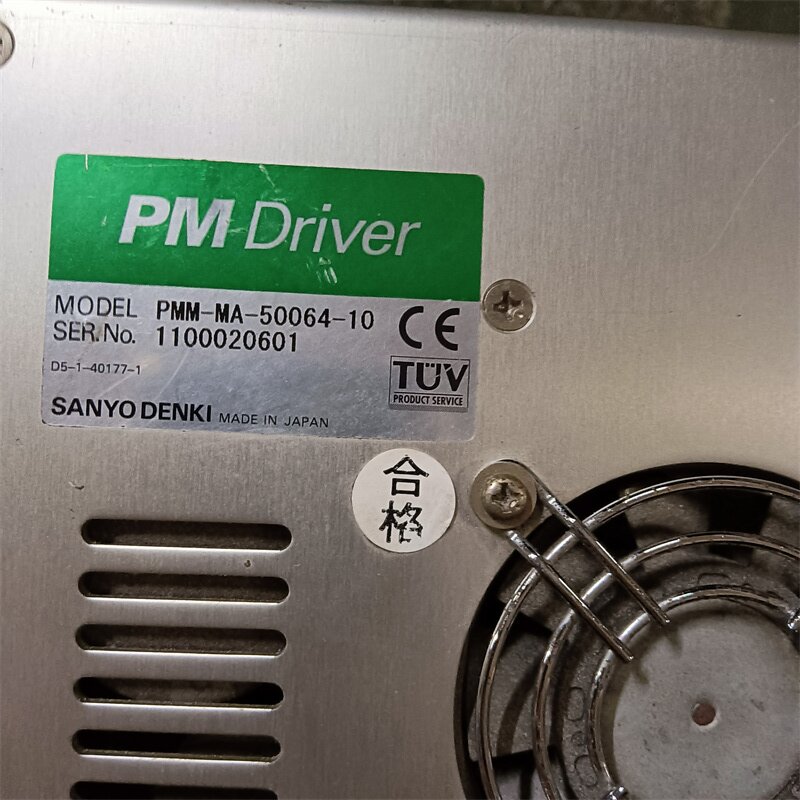 PM Driver
MODEL PMM-MA-50064-10
SER.No. 1100020601
CE
D5-1-40177-1
TÜV
PRODUCT SERVICE
SANYO DENKI MADE IN JAPAN
合
格